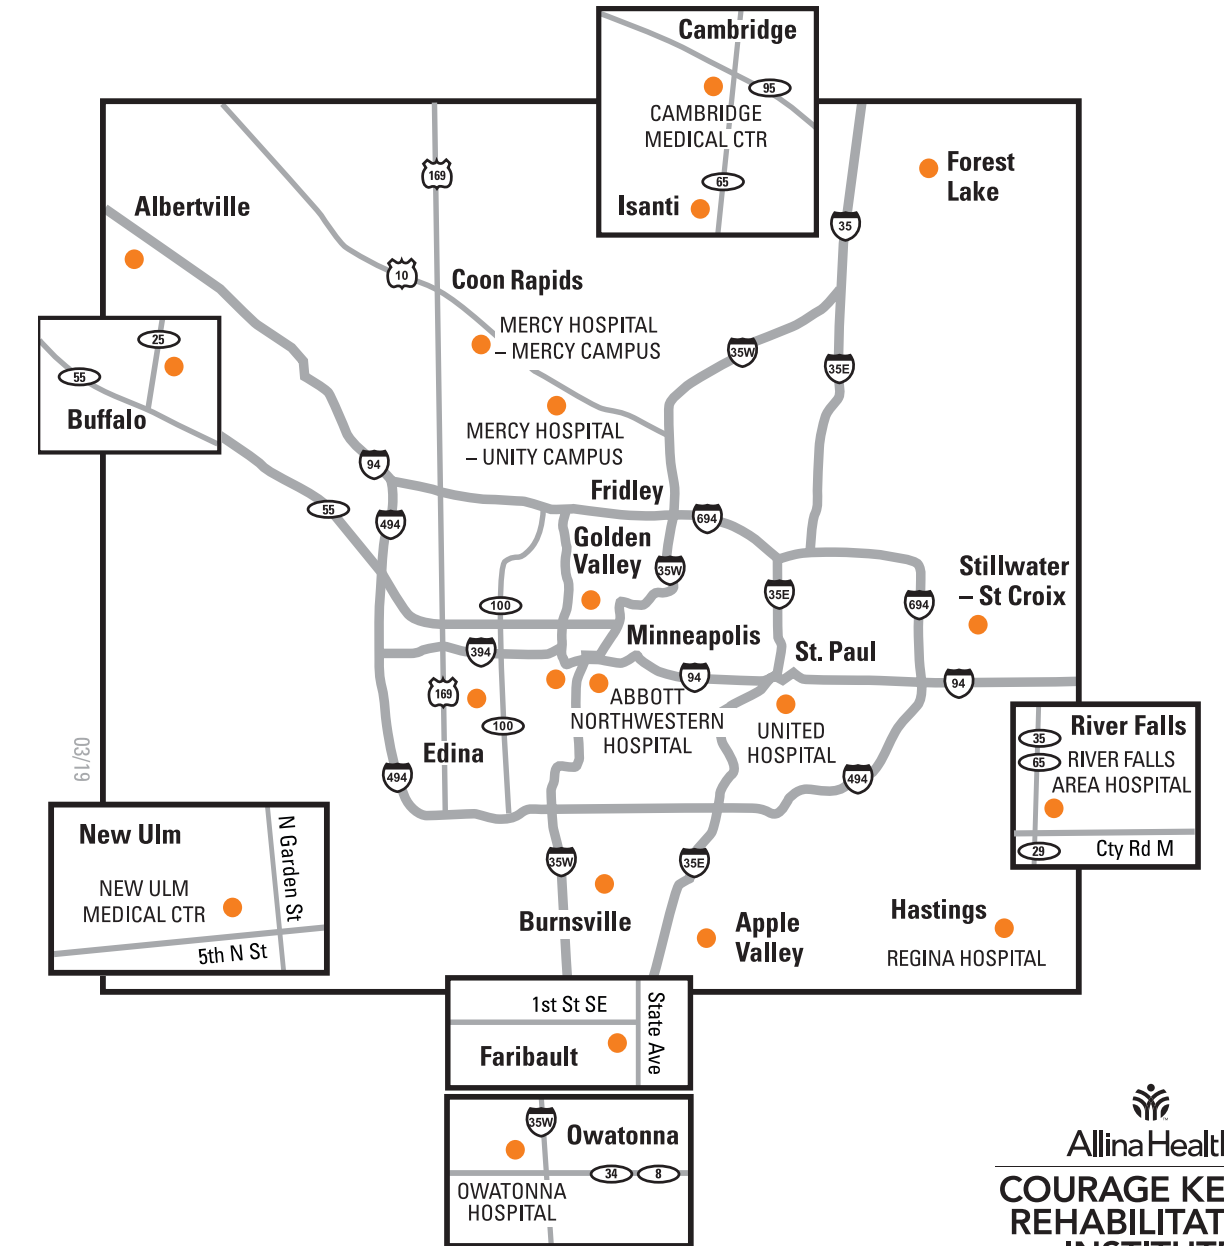 Cambridge
95
CAMBRIDGE
MEDICAL CTR
65
Isanti
Forest
Lake
169
35
Albertville
10
Coon Rapids
MERCY HOSPITAL
– MERCY CAMPUS
35W
35E
25
55
Buffalo
MERCY HOSPITAL
– UNITY CAMPUS
94
Fridley
55
494
694
Golden
Valley
35W
Stillwater
– St Croix
100
35E
694
Minneapolis
394
St. Paul
94
94
169
ABBOTT
NORTHWESTERN
HOSPITAL
100
UNITED
HOSPITAL
Edina
494
494
River Falls
35
65
RIVER FALLS
AREA HOSPITAL
29
Cty Rd M
03/19
New Ulm
N Garden St
NEW ULM
MEDICAL CTR
5th N St
35W
35E
Burnsville
Apple
Valley
Hastings
REGINA HOSPITAL
1st St SE
State Ave
Faribault
35W
Owatonna
34
8
OWATONNA
HOSPITAL
Allina Healt
COURAGE KE
REHABILITAT
INSTITUT